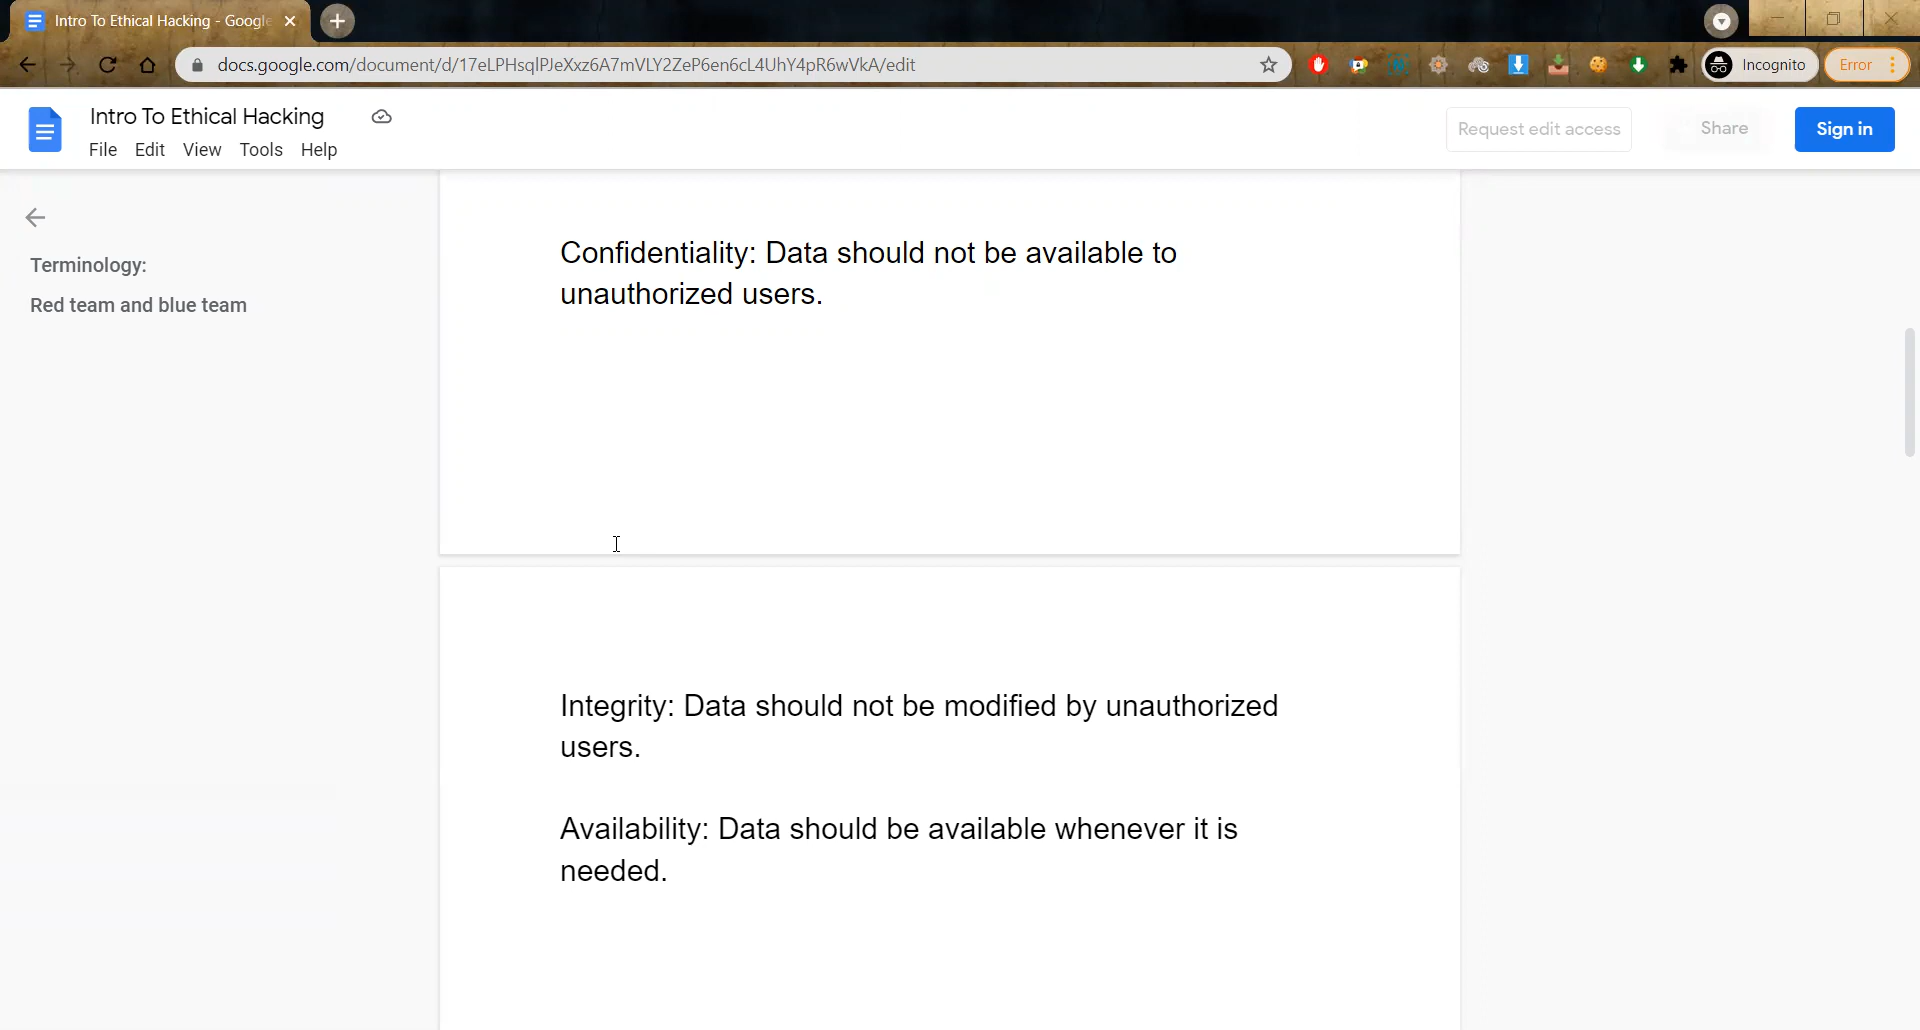 Intro To Ethical Hacking - Google
docs.google.com/document/d/17eLPHsqlPJeXxz6A7mVLY2ZeP6en6cL4UhY4pR6wVkA/edit
Incognito
Error
Intro To Ethical Hacking
File Edit View Tools Help
Request edit access
Share
Sign in
Terminology:
Red team and blue team
Confidentiality: Data should not be available to
unauthorized users.
Integrity: Data should not be modified by unauthorized
users.
Availability: Data should be available whenever it is
needed.